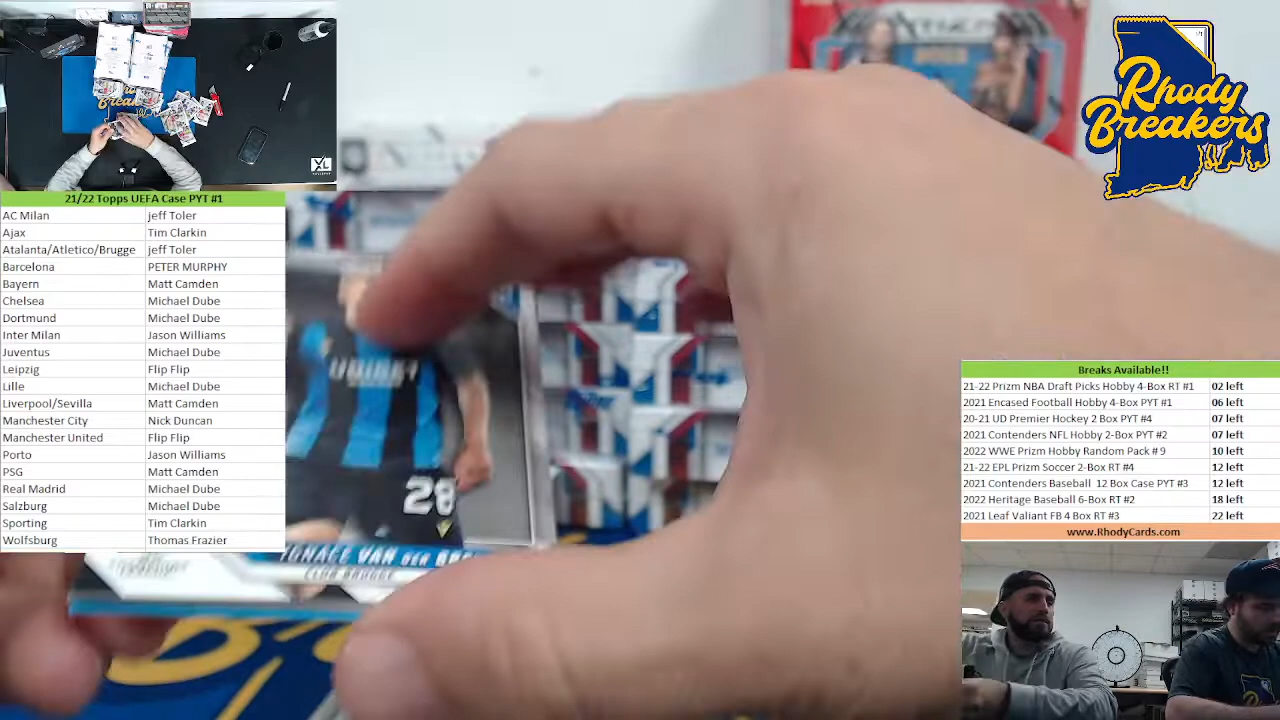 21/22 Topps UEFA Case PYT #1
AC Milan jeff Toler
Ajax Tim Clarkin
Atalanta/Atletico/Brugge jeff Toler
Barcelona PETER MURPHY
Bayern Matt Camden
Chelsea Michael Dube
Dortmund Michael Dube
Inter Milan Jason Williams
Juventus Michael Dube
Leipzig Flip Flip
Lille Michael Dube
Liverpool/Sevilla Matt Camden
Manchester City Nick Duncan
Manchester United Flip Flip
Porto Jason Williams
PSG Matt Camden
Real Madrid Michael Dube
Salzburg Michael Dube
Sporting Tim Clarkin
Wolfsburg Thomas Frazier
XL
28
IGNACE VAN DER
CLUB BRUGGE
Rhody
Breakers
Breaks Available!!
21-22 Prizm NBA Draft Picks Hobby 4-Box RT #1 02 left
2021 Encased Football Hobby 4-Box PYT #1 06 left
20-21 UD Premier Hockey 2 Box PYT #4 07 left
2021 Contenders NFL Hobby 2-Box PYT #2 07 left
2022 WWE Prizm Hobby Random Pack # 9 10 left
21-22 EPL Prizm Soccer 2-Box RT #4 12 left
2021 Contenders Baseball 12 Box Case PYT #3 12 left
2022 Heritage Baseball 6-Box RT #2 18 left
2021 Leaf Valiant FB 4 Box RT #3 22 left
www.RhodyCards.com